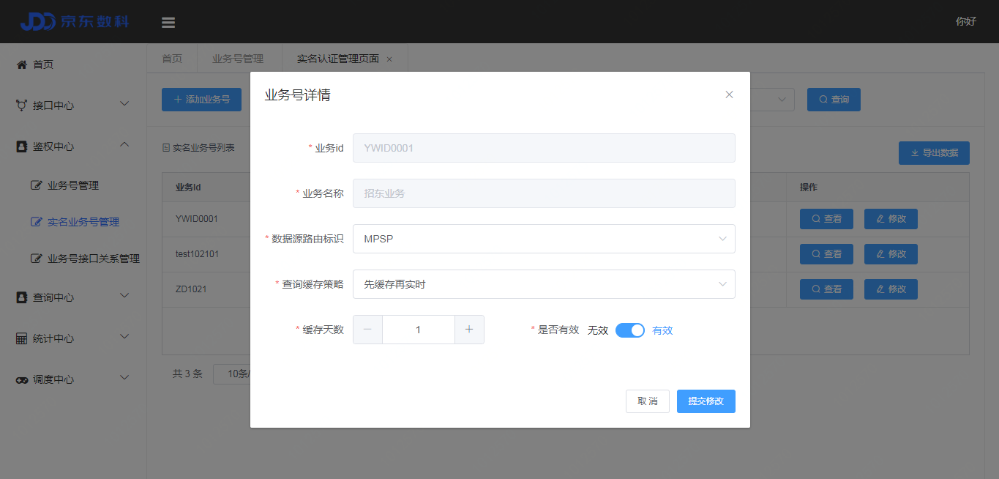 JDD 京东数科
你好
首页
接口中心
鉴权中心
业务号管理
实名业务号管理
业务号接口关系管理
查询中心
统计中心
调度中心
首页
业务号管理
实名认证管理页面 ×
+ 添加业务号
查询
实名业务号列表
导出数据
业务Id
操作
YWID0001
查看
修改
test102101
查看
修改
ZD1021
查看
修改
共 3 条
10条/
业务号详情
* 业务id
YWID0001
* 业务名称
招东业务
* 数据源路由标识
MPSP
* 查询缓存策略
先缓存再实时
* 缓存天数
− 1 +
* 是否有效 无效 有效
取 消
提交修改